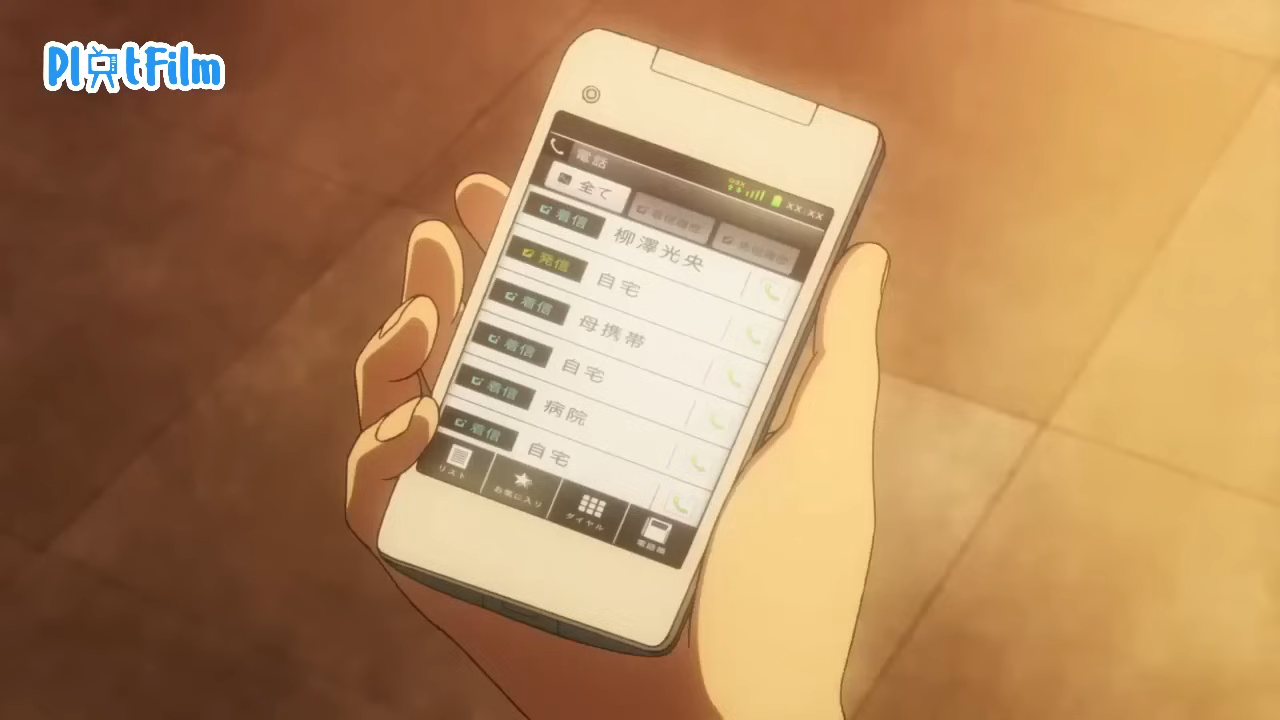 PlotFilm
電話
XX:XX
全て
着信 柳澤光央
発信 自宅
着信 母携帯
着信 自宅
着信 病院
着信 自宅
リスト お気に入り ダイヤル 電話帳